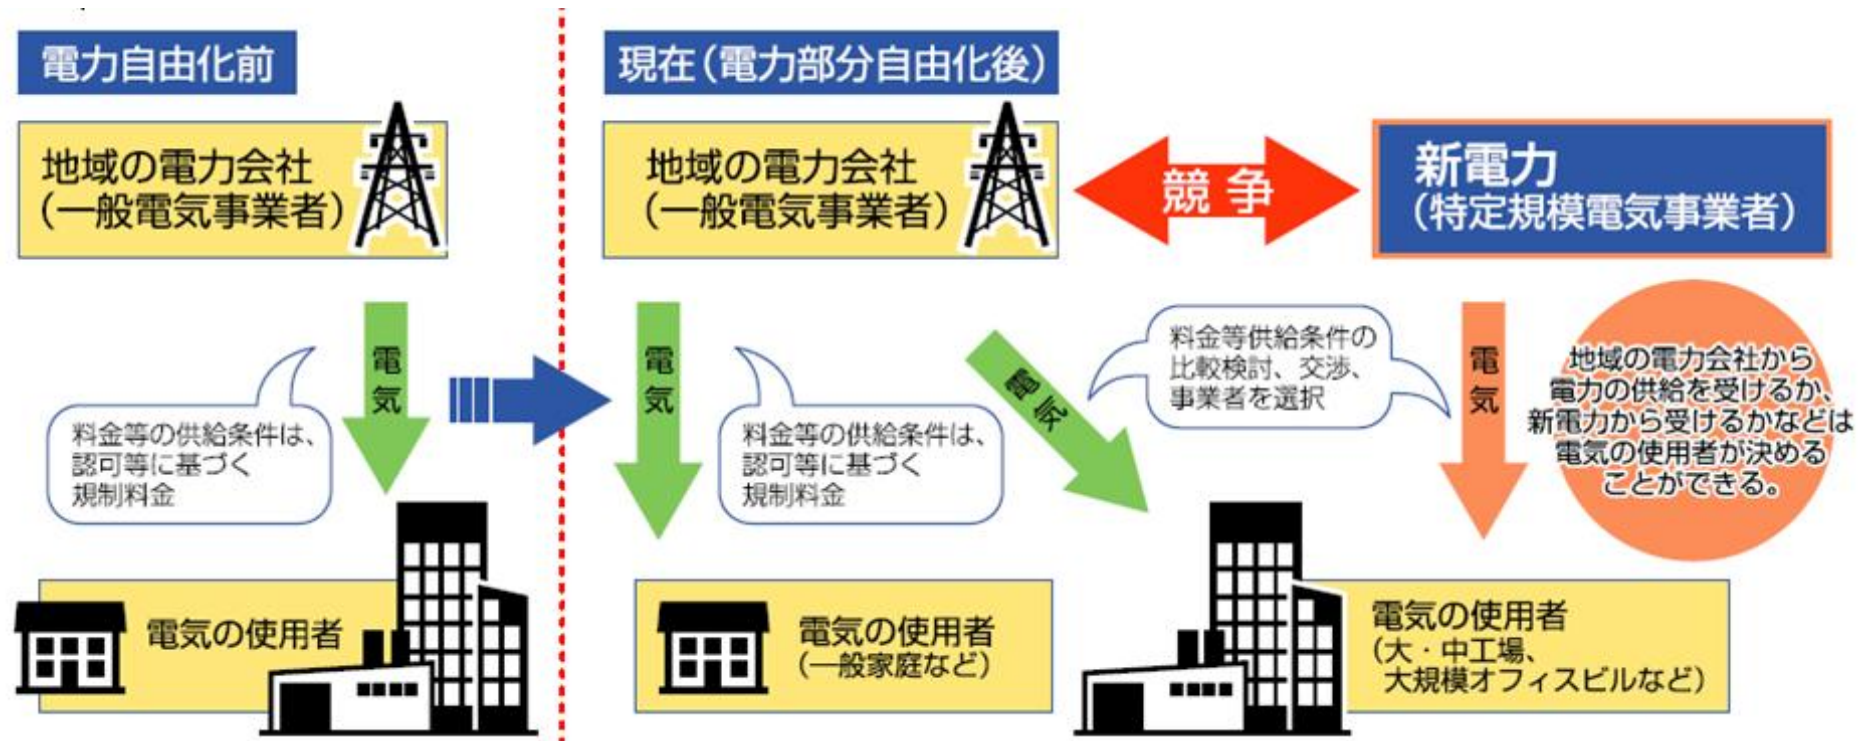 電力自由化前
地域の電力会社
(一般電気事業者)
電気
料金等の供給条件は、
認可等に基づく
規制料金
電気の使用者
現在(電力部分自由化後)
地域の電力会社
(一般電気事業者)
競争
新電力
(特定規模電気事業者)
電気
料金等の供給条件は、
認可等に基づく
規制料金
電気
料金等供給条件の
比較検討、交渉、
事業者を選択
電気
地域の電力会社から
電力の供給を受けるか、
新電力から受けるかなどは
電気の使用者が決める
ことができる。
電気の使用者
(一般家庭など)
電気の使用者
(大・中工場、
大規模オフィスビルなど)